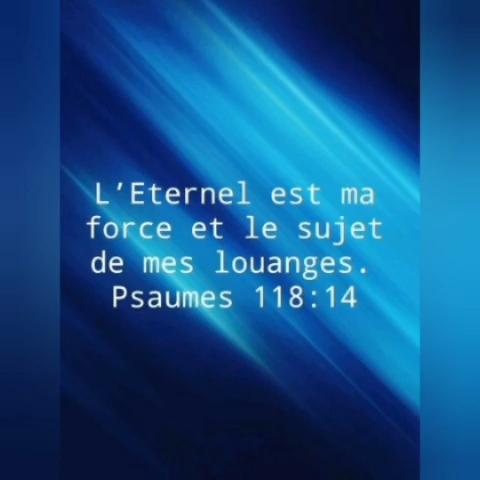 L’Eternel est ma
force et le sujet
de mes louanges.
Psaumes 118:14